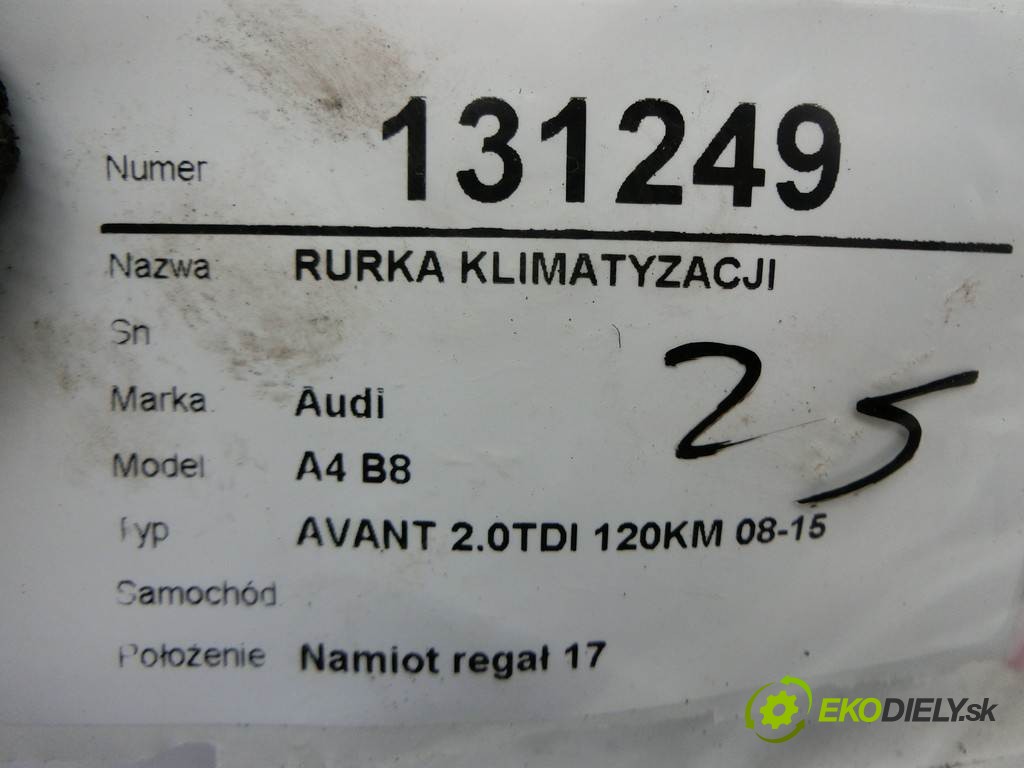 Numer 131249
Nazwa RURKA KLIMATYZACJI
Sn
Marka Audi
25
Model A4 B8
Typ AVANT 2.0TDI 120KM 08-15
Samochód
Położenie Namiot regał 17
EKODIELY.sk